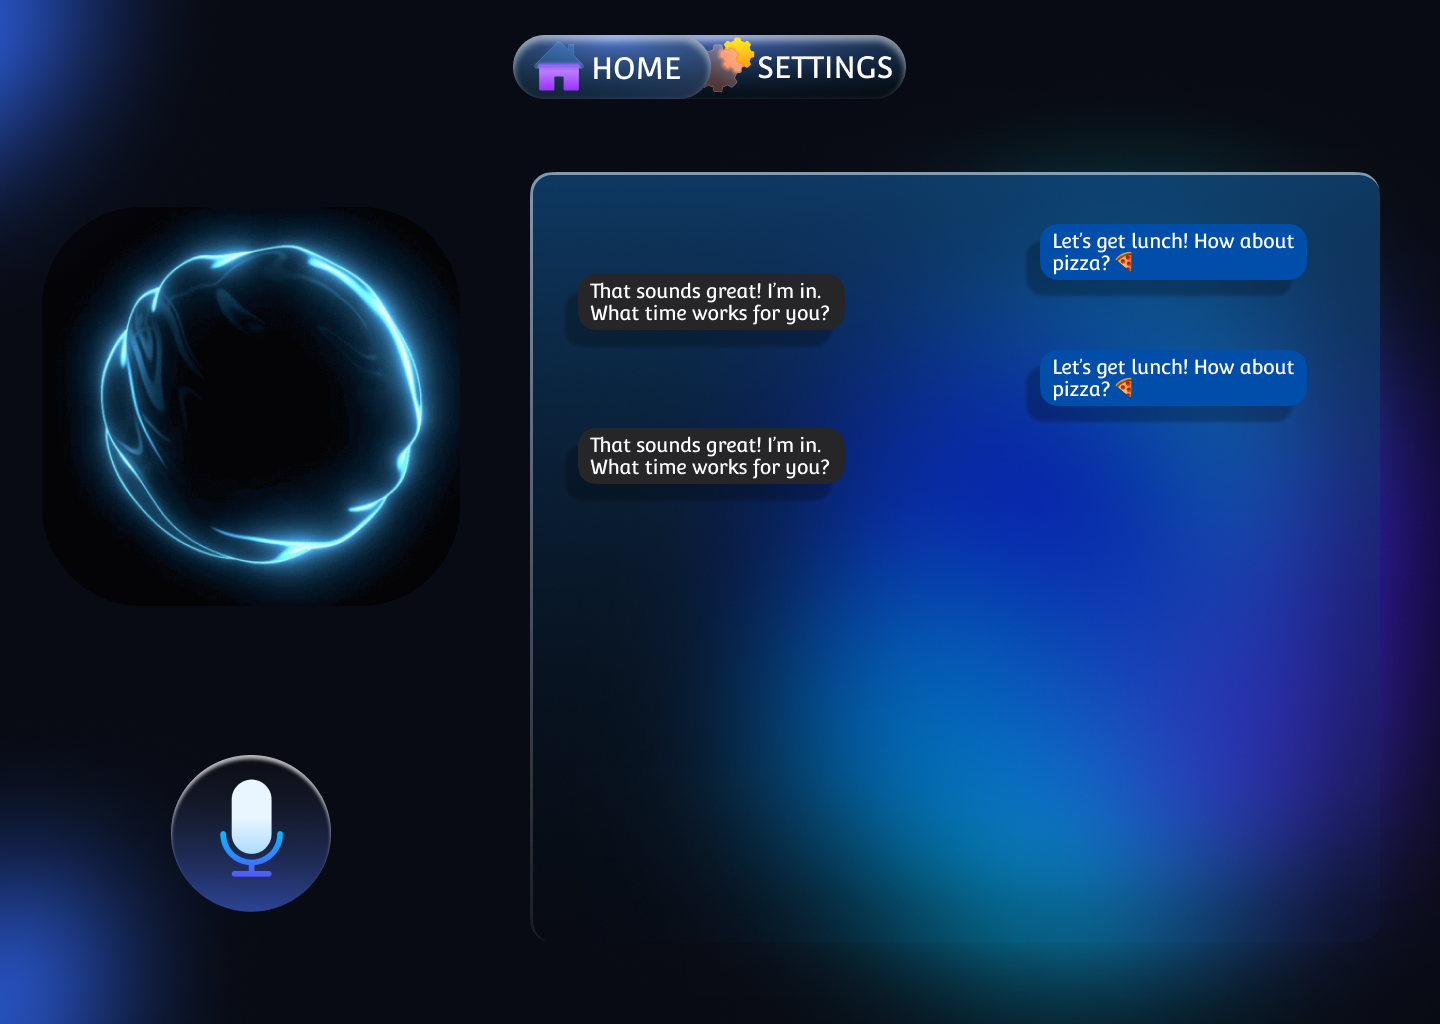 HOME SETTINGS
Let's get lunch! How about
pizza? 🍕
That sounds great! I'm in.
What time works for you?
Let's get lunch! How about
pizza? 🍕
That sounds great! I'm in.
What time works for you?